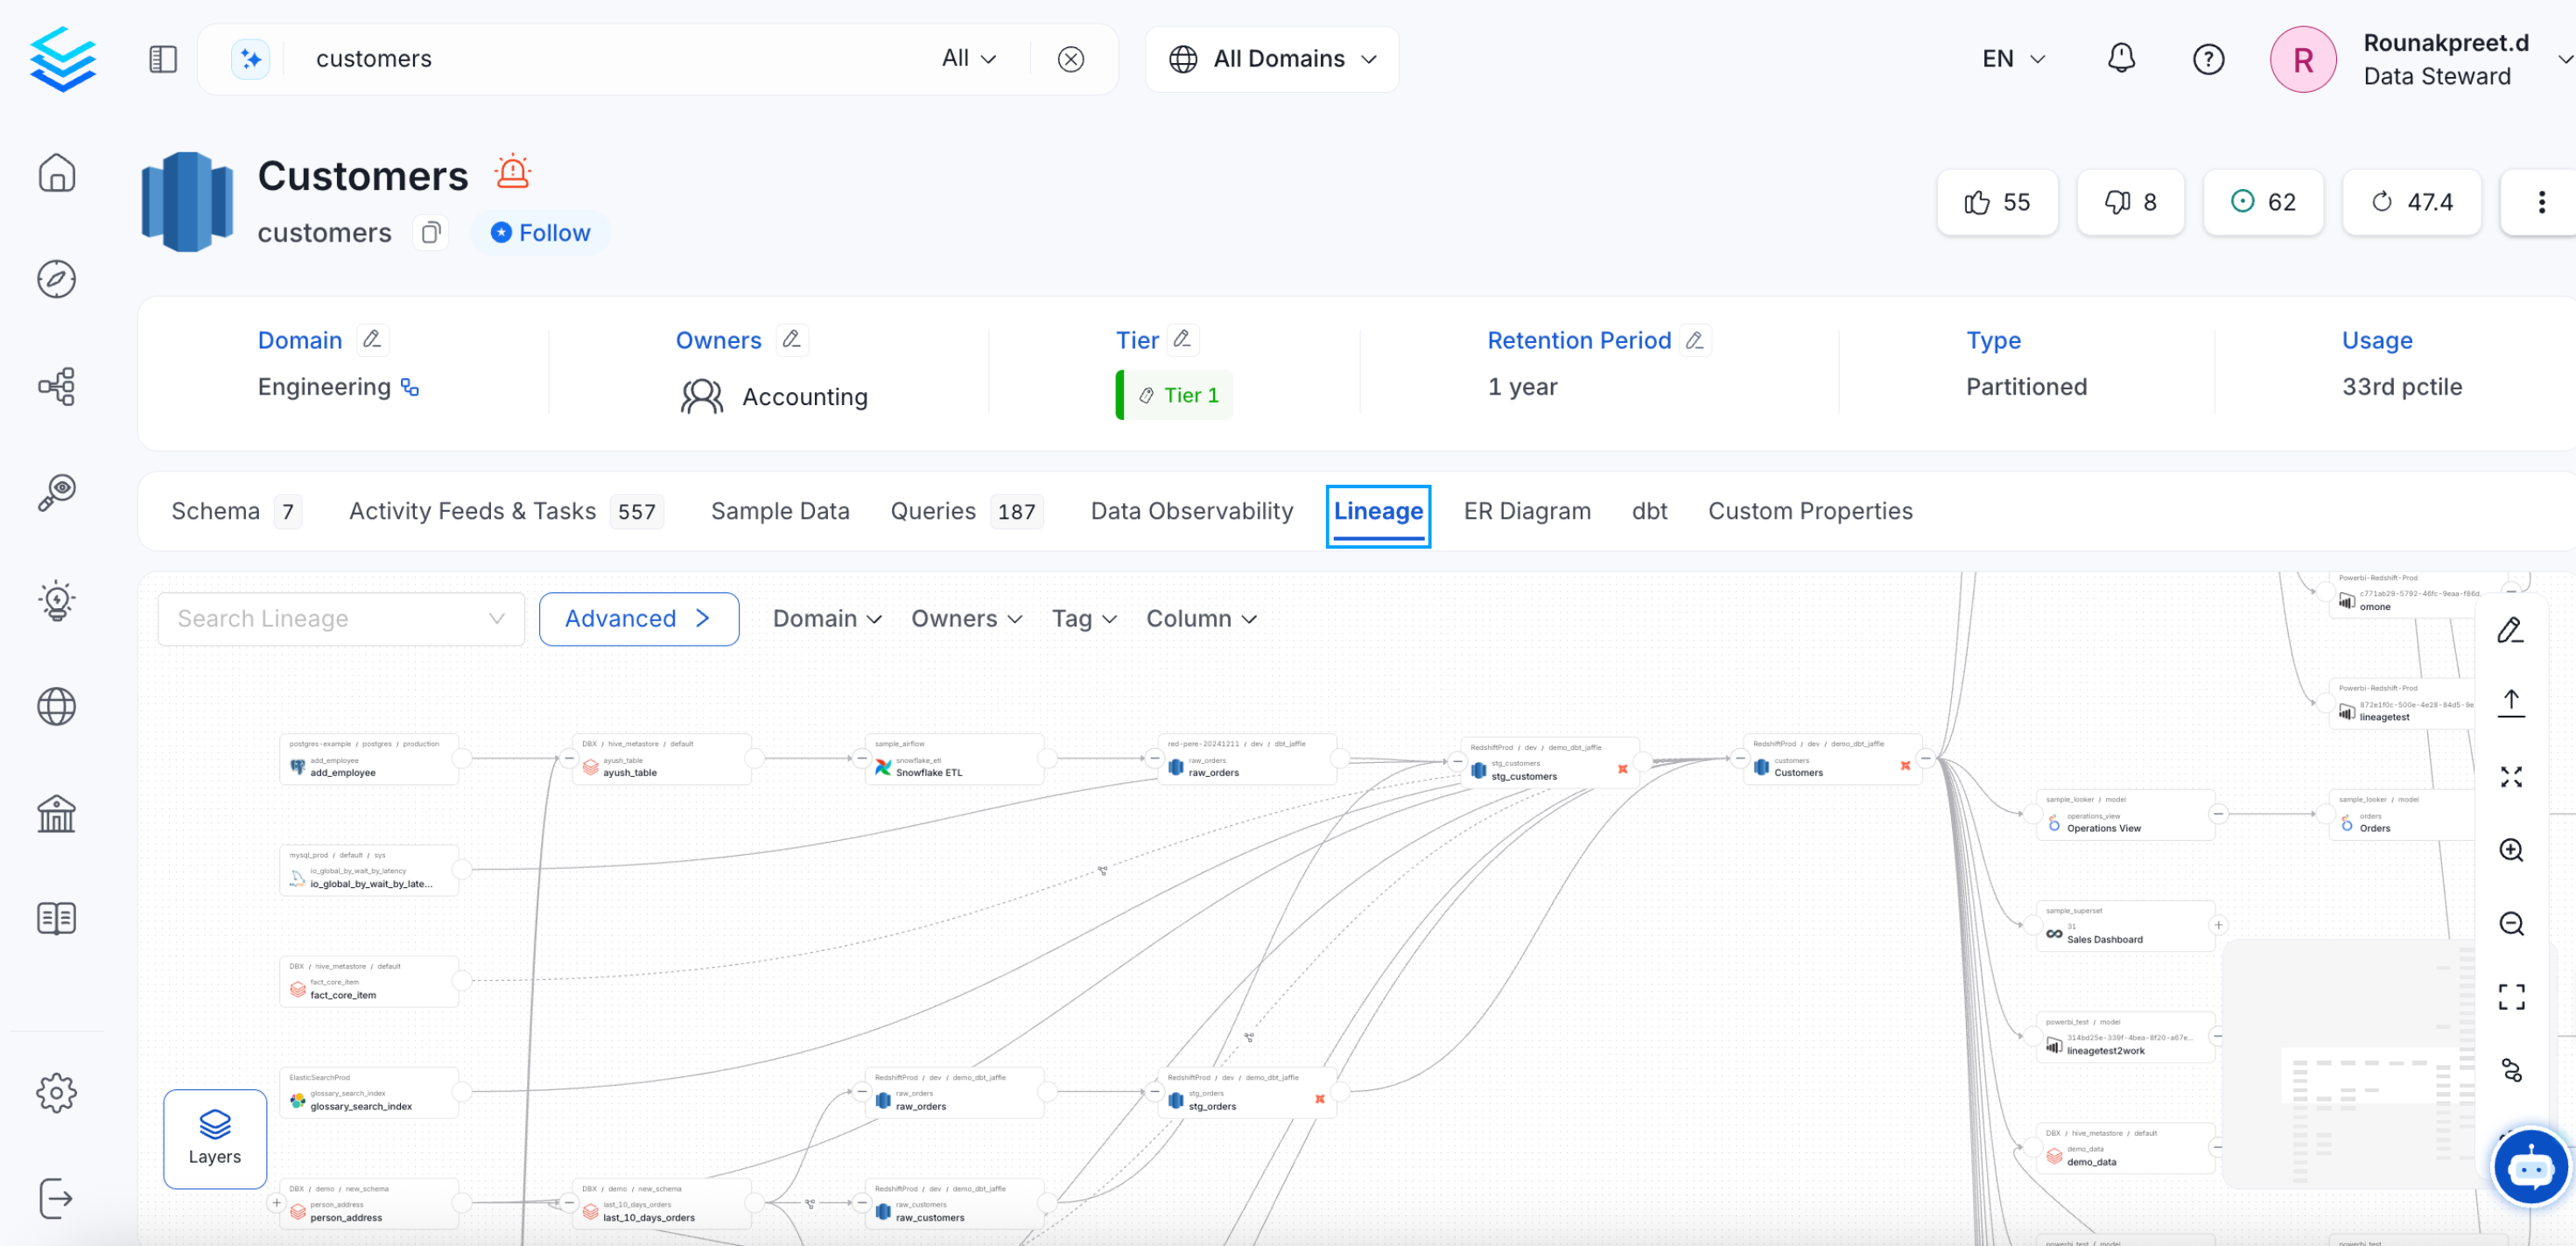 customers
All
All Domains
EN
R
Rounakpreet.d
Data Steward
Customers
customers
Follow
55
8
62
47.4
Domain
Engineering
Owners
Accounting
Tier
Tier 1
Retention Period
1 year
Type
Partitioned
Usage
33rd pctile
Schema 7
Activity Feeds & Tasks 557
Sample Data
Queries 187
Data Observability
Lineage
ER Diagram
dbt
Custom Properties
Search Lineage
Advanced
Domain
Owners
Tag
Column
Powerbi-Redshift-Prod
c771ab29-5792-46fc-9eaa-f86d...
omone
Powerbi-Redshift-Prod
872e1f0c-500e-4e28-84d5-9e
lineagetest
postgres-example / postgres / production
add_employee
add_employee
DBX / hive_metastore / default
ayush_table
ayush_table
sample_airflow
snowflake_etl
Snowflake ETL
red-pere-20241211 / dev / dbt_jaffle
raw_orders
raw_orders
RedshiftProd / dev / demo_dbt_jaffle
stg_customers
stg_customers
RedshiftProd / dev / demo_dbt_jaffle
customers
Customers
sample_looker / model
operations_view
Operations View
sample_looker / model
orders
Orders
mysql_prod / default / sys
io_global_by_wait_by_latency
io_global_by_wait_by_late...
sample_superset
31
Sales Dashboard
DBX / hive_metastore / default
fact_core_item
fact_core_item
powerbi_test / model
314bd25e-339f-4bea-8f20-a67e...
lineagetest2work
ElasticSearchProd
glossary_search_index
glossary_search_index
RedshiftProd / dev / demo_dbt_jaffle
raw_orders
raw_orders
RedshiftProd / dev / demo_dbt_jaffle
stg_orders
stg_orders
DBX / hive_metastore / default
demo_data
demo_data
Layers
DBX / demo / new_schema
person_address
person_address
DBX / demo / new_schema
last_10_days_orders
last_10_days_orders
RedshiftProd / dev / demo_dbt_jaffle
raw_customers
raw_customers
powerbi_test / model
powerbi_test